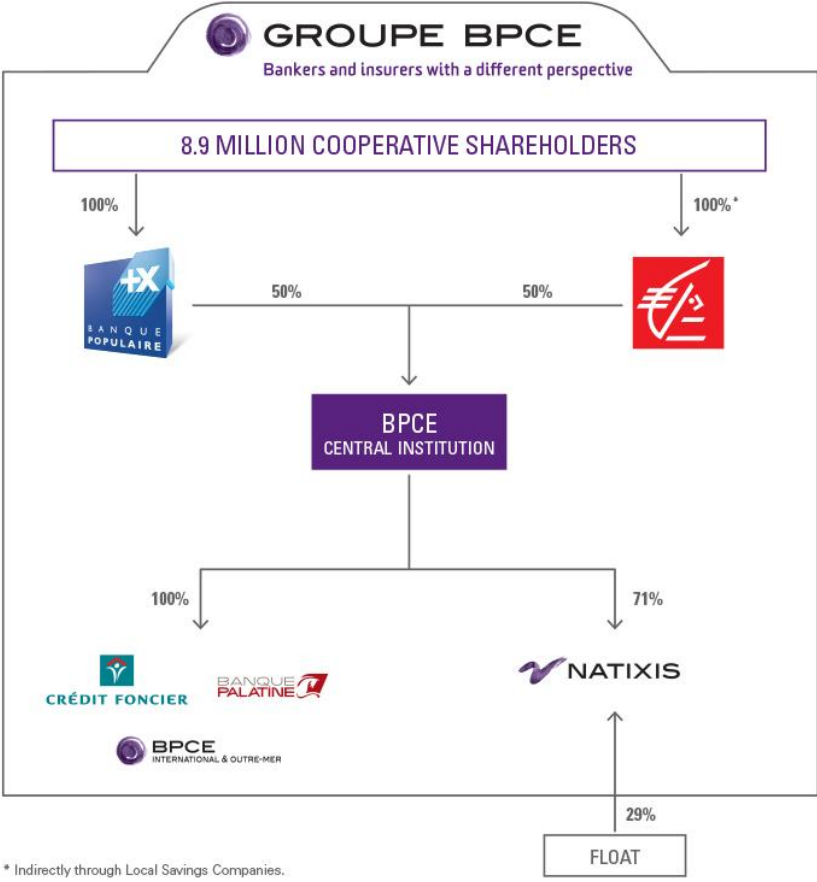 GROUPE BPCE
Bankers and insurers with a different perspective
8.9 MILLION COOPERATIVE SHAREHOLDERS
100%
100%*
+X
BANQUE
POPULAIRE
50%
50%
BPCE
CENTRAL INSTITUTION
100%
71%
CRÉDIT FONCIER
BANQUE
PALATINE
NATIXIS
BPCE
INTERNATIONAL & OUTRE-MER
29%
FLOAT
* Indirectly through Local Savings Companies.